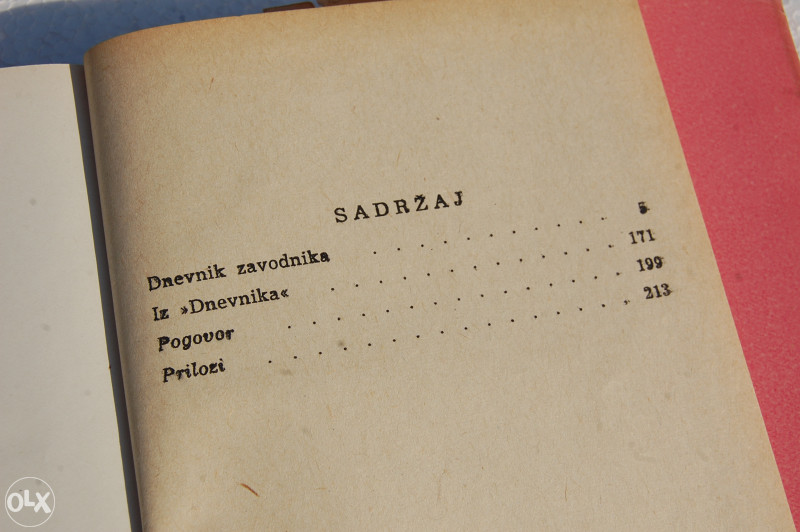 SADRŽAJ
Dnevnik zavodnika . . . . . . . . . . 5
Iz »Dnevnika« . . . . . . . . . . . . 171
Pogovor . . . . . . . . . . . . . . 199
Prilozi . . . . . . . . . . . . . . 213
OLX